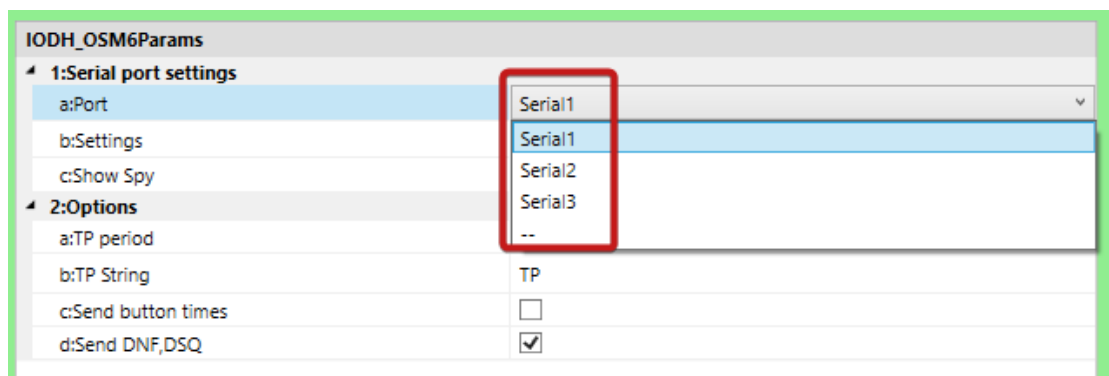 IODH_OSM6Params
1:Serial port settings
a:Port Serial1
b:Settings Serial1
c:Show Spy Serial2
Serial3
2:Options
a:TP period --
b:TP String TP
c:Send button times
d:Send DNF,DSQ